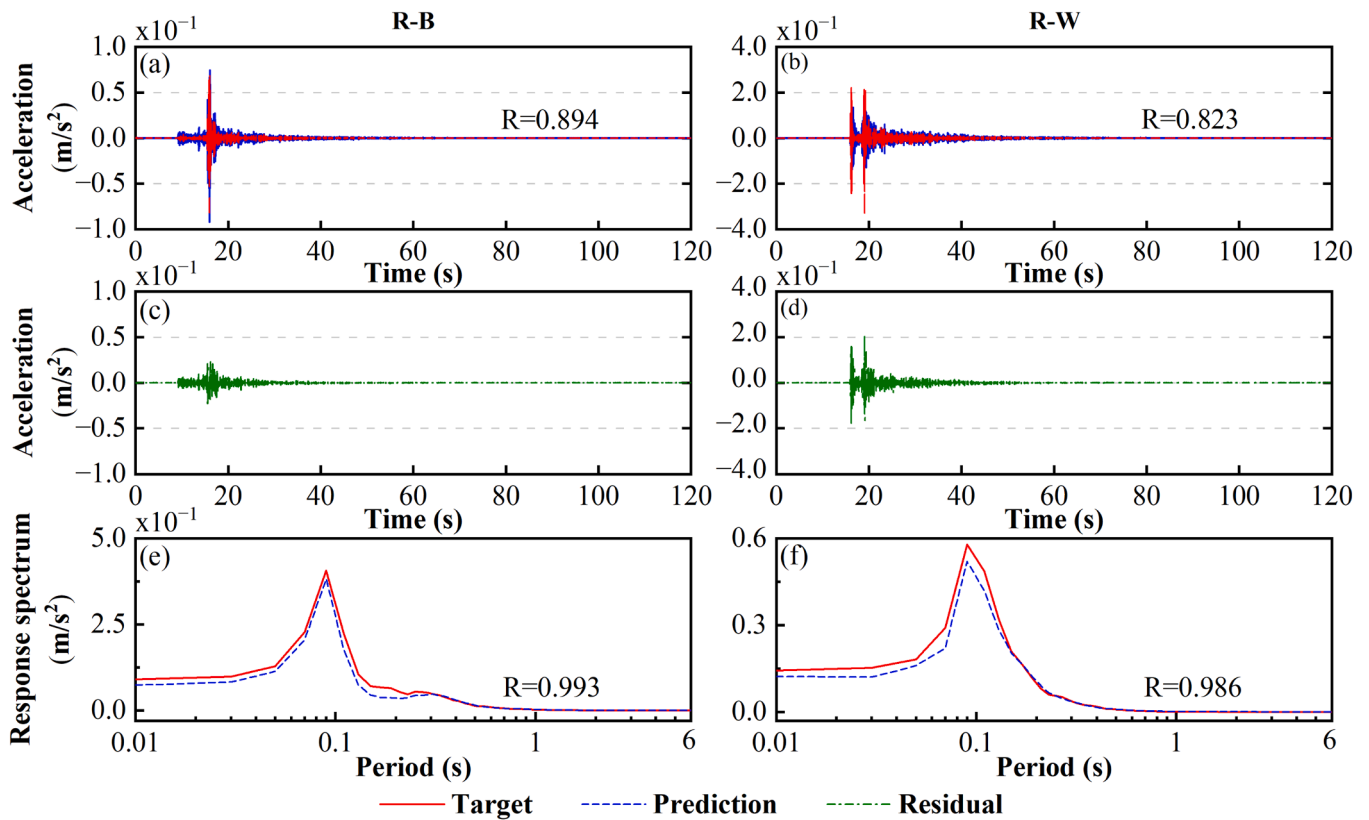 R-B
R-W
x10⁻¹
x10⁻¹
(a)
(b)
1.0
0.5
0.0
−0.5
−1.0
4.0
2.0
0.0
−2.0
−4.0
R=0.894
R=0.823
Acceleration
(m/s²)
0 20 40 60 80 100 120
0 20 40 60 80 100 120
Time (s)
Time (s)
x10⁻¹
x10⁻¹
(c)
(d)
1.0
0.5
0.0
−0.5
−1.0
4.0
2.0
0.0
−2.0
−4.0
Acceleration
(m/s²)
0 20 40 60 80 100 120
0 20 40 60 80 100 120
Time (s)
Time (s)
x10⁻¹
(e)
(f)
5.0
2.5
0.0
0.6
0.3
0.0
R=0.993
R=0.986
Response spectrum
(m/s²)
0.01 0.1 1 6
0.01 0.1 1 6
Period (s)
Period (s)
Target Prediction Residual